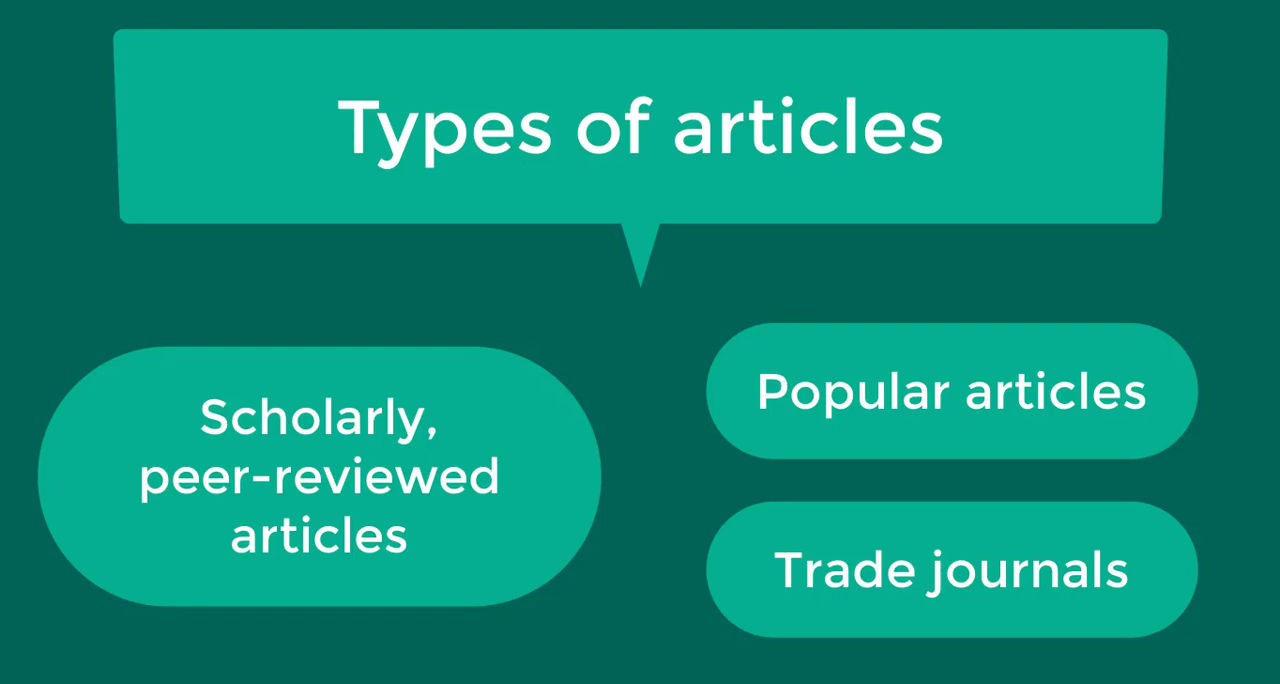 Types of articles
Scholarly,
peer-reviewed
articles
Popular articles
Trade journals